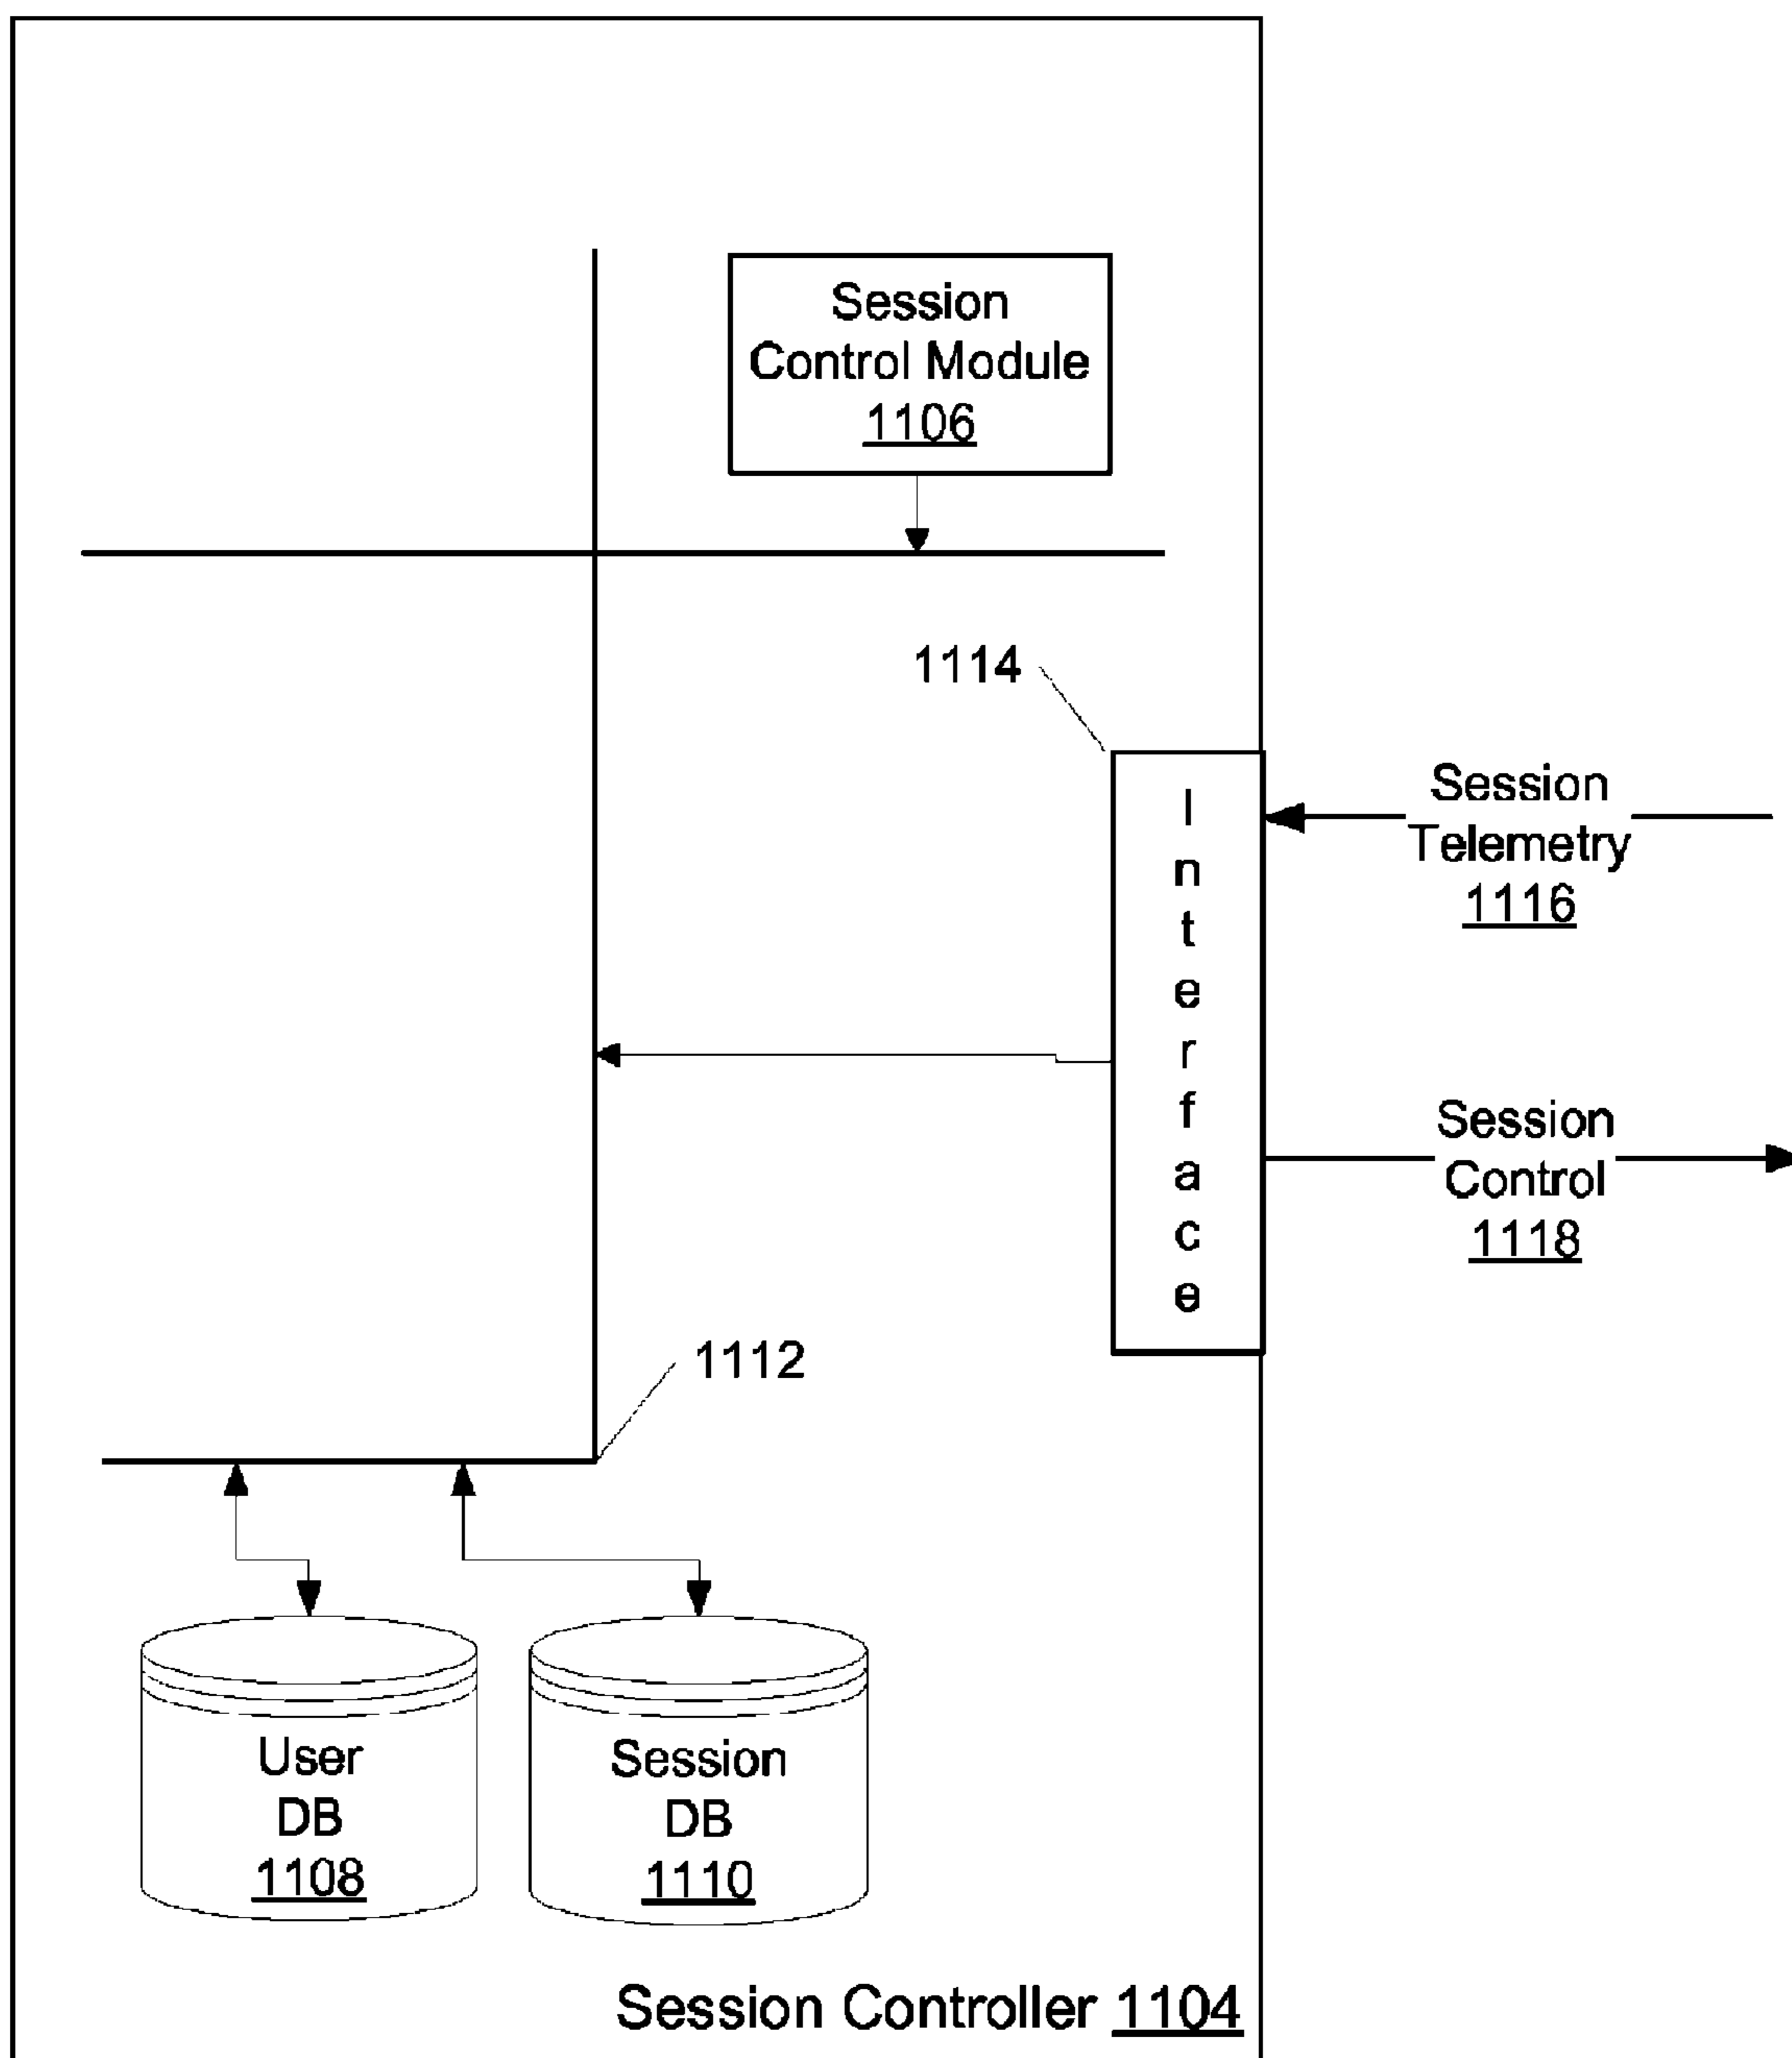 Session
Control Module
1106
1114
Interface
Session
Telemetry
1116
Session
Control
1118
1112
User
DB
1108
Session
DB
1110
Session Controller 1104